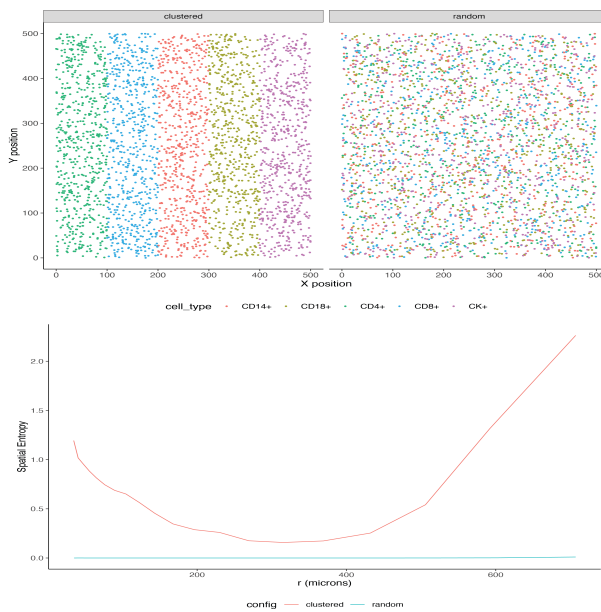 clustered random
500
400
300
200
100
0
Y position
0 100 200 300 400 500 0 100 200 300 400 500
X position
cell_type CD14+ CD18+ CD4+ CD8+ CK+
2.0
1.5
1.0
0.5
0.0
Spatial Entropy
200 400 600
r (microns)
config clustered random